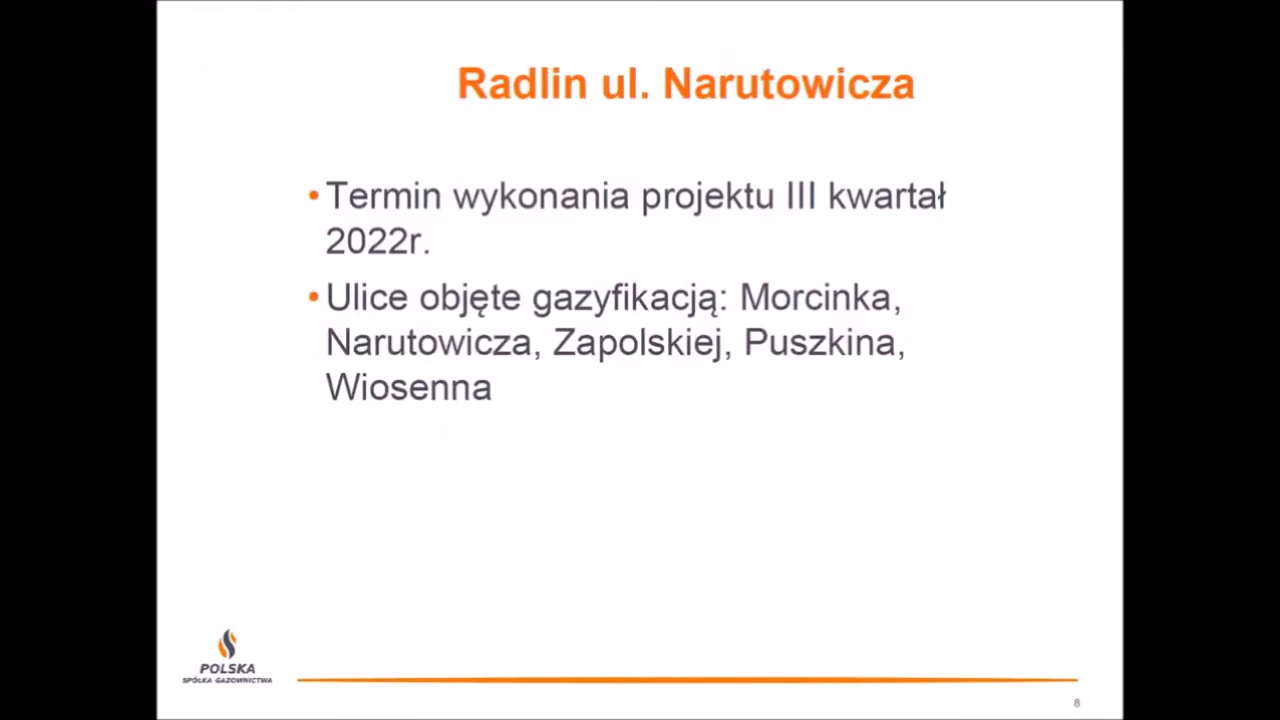 Radlin ul. Narutowicza
•Termin wykonania projektu III kwartał
2022r.
•Ulice objęte gazyfikacją: Morcinka,
Narutowicza, Zapolskiej, Puszkina,
Wiosenna
POLSKA
SPÓŁKA GAZOWNICTWA
8